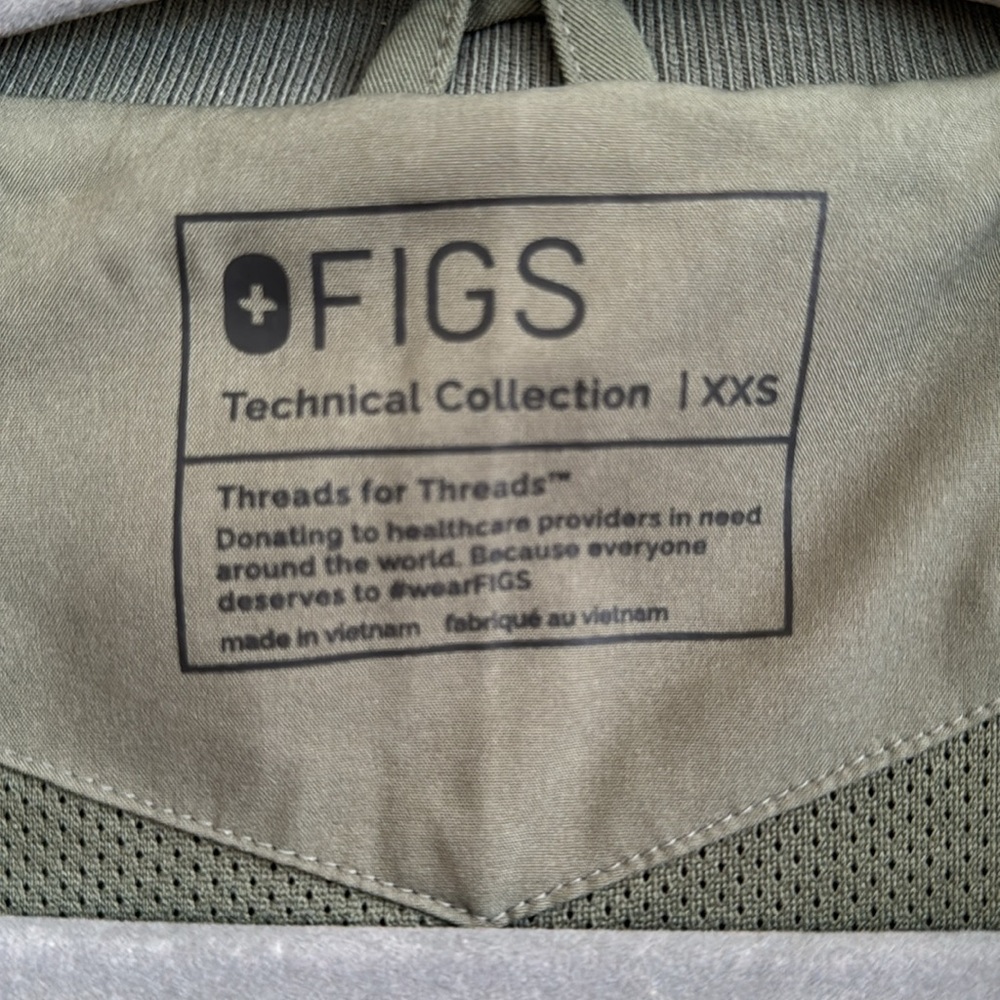 FIGS
Technical Collection | XXS
Threads for Threads™
Donating to healthcare providers in need
around the world. Because everyone
deserves to #wearFIGS
made in vietnam fabriqué au vietnam